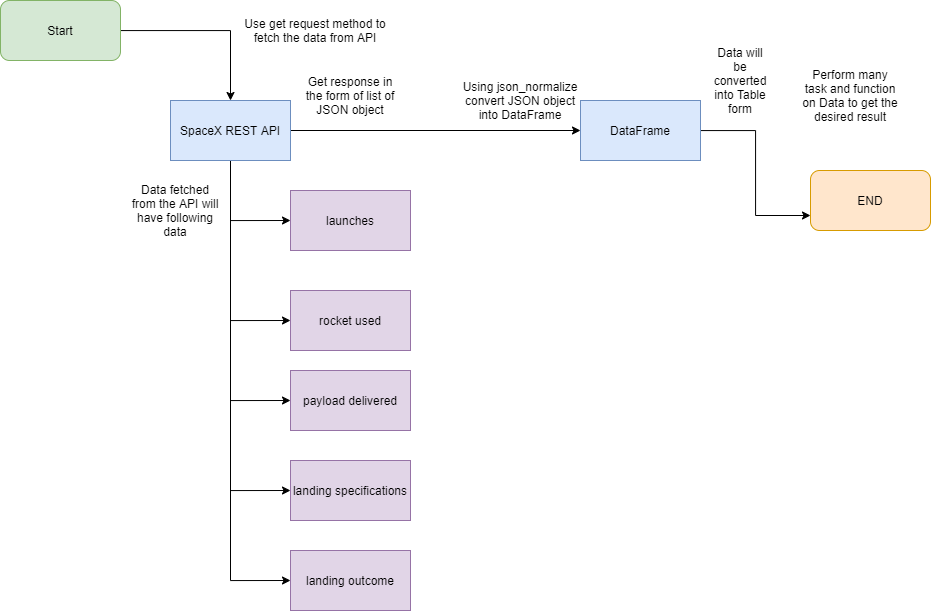 Start
Use get request method to
fetch the data from API
Get response in
the form of list of
JSON object
Using json_normalize
convert JSON object
into DataFrame
Data will
be
converted
into Table
form
Perform many
task and function
on Data to get the
desired result
SpaceX REST API
DataFrame
END
Data fetched
from the API will
have following
data
launches
rocket used
payload delivered
landing specifications
landing outcome